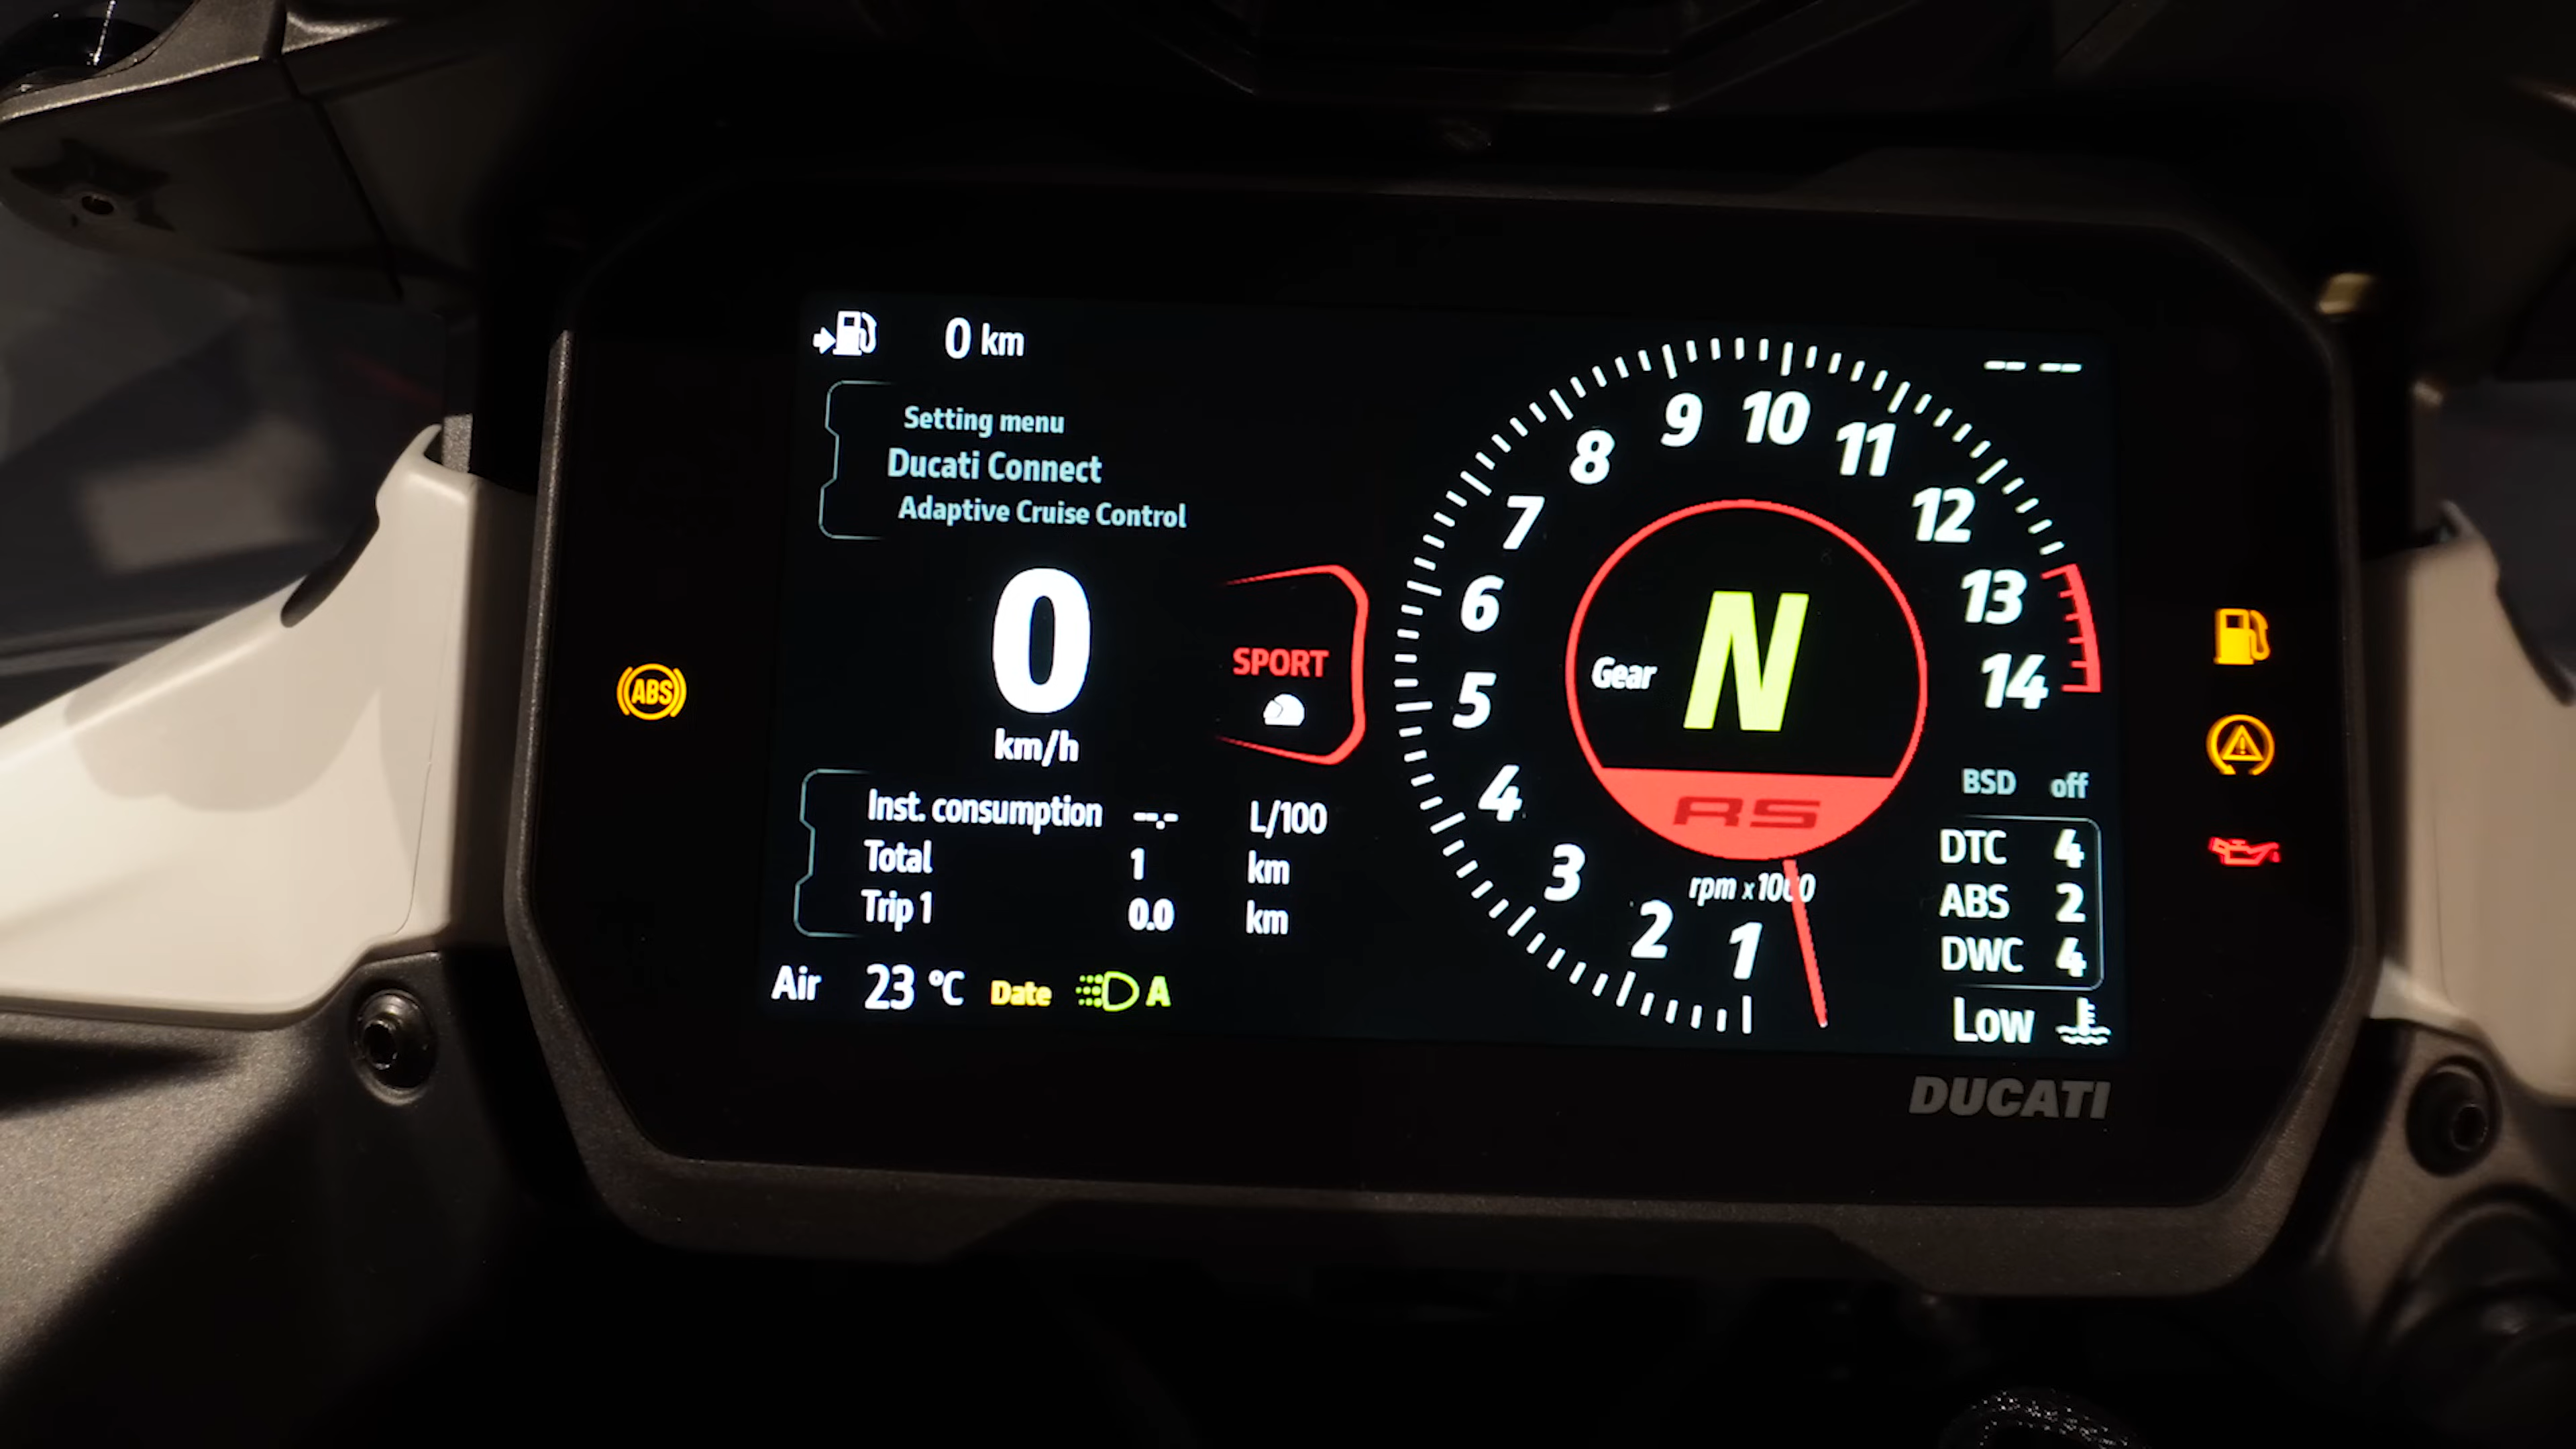 0 km
-- --
Setting menu
Ducati Connect
Adaptive Cruise Control
0
km/h
SPORT
Inst. consumption --.- L/100
Total 1 km
Trip 1 0.0 km
Air 23 °C Date A
1
2
3
4
5
6
7
8
9
10
11
12
13
14
Gear N
RS
rpm x1000
BSD off
DTC 4
ABS 2
DWC 4
Low
DUCATI
ABS